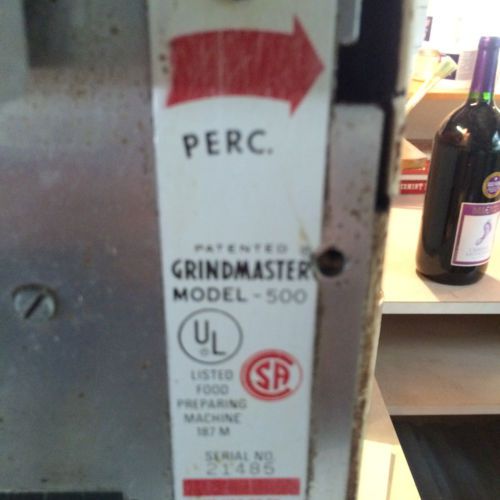 PERC.
PATENTED
GRINDMASTER
MODEL-500
UL
LISTED
FOOD
PREPARING
MACHINE
187 M
SA
SERIAL NO.
21485